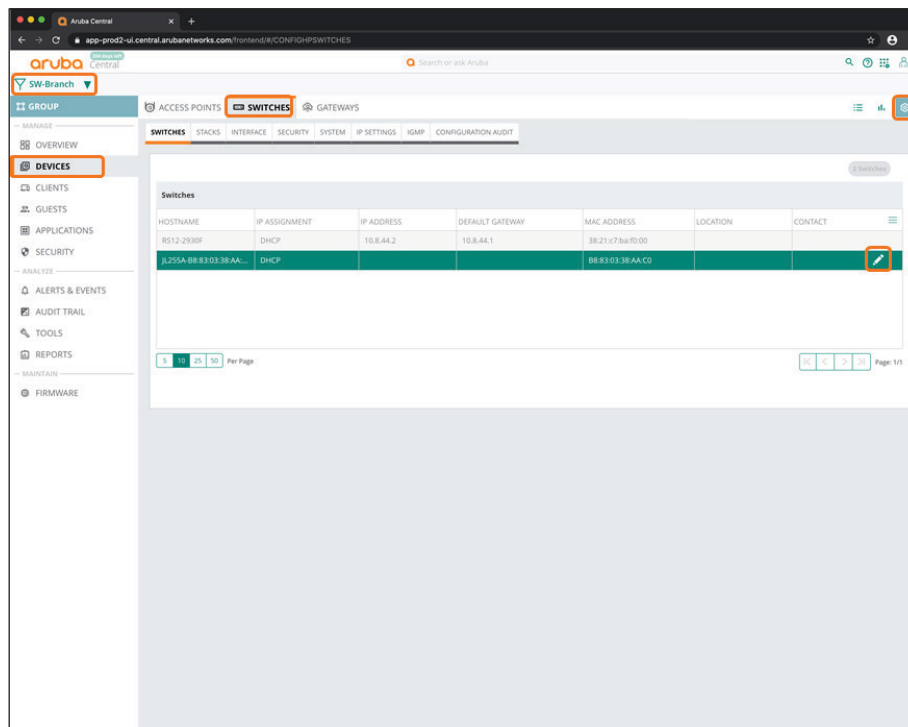 Aruba Central × +
app-prod2-ui.central.arubanetworks.com/frontend/#/CONFIGHPSWITCHES
aruba Central
Search or ask Aruba
SW-Branch
GROUP
MANAGE
OVERVIEW
DEVICES
CLIENTS
GUESTS
APPLICATIONS
SECURITY
ANALYZE
ALERTS & EVENTS
AUDIT TRAIL
TOOLS
REPORTS
MAINTAIN
FIRMWARE
ACCESS POINTS SWITCHES GATEWAYS
SWITCHES STACKS INTERFACE SECURITY SYSTEM IP SETTINGS IGMP CONFIGURATION AUDIT
2 Switches
Switches
HOSTNAME IP ASSIGNMENT IP ADDRESS DEFAULT GATEWAY MAC ADDRESS LOCATION CONTACT
RS12-2930F DHCP 10.8.44.2 10.8.44.1 38:21:c7:ba:f0:00
JL255A-B8:83:03:38:AA:... DHCP B8:83:03:38:AA:C0
5 10 25 50 Per Page
Page: 1/1